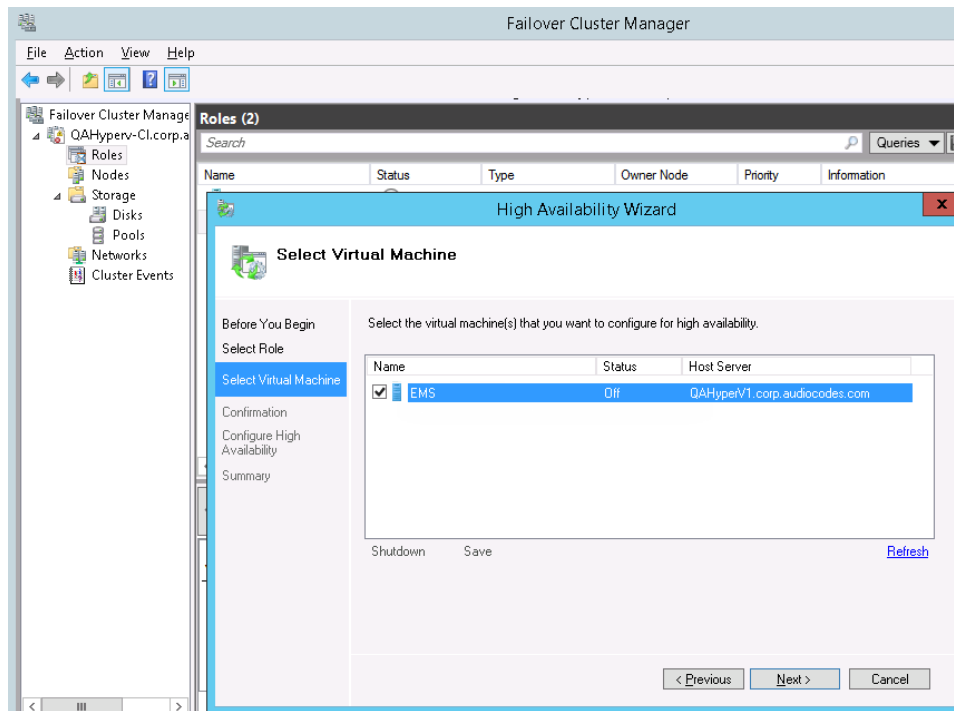 Failover Cluster Manager
File Action View Help
Failover Cluster Manage
QAHyperv-Cl.corp.a
Roles
Nodes
Storage
Disks
Pools
Networks
Cluster Events
Roles (2)
Search
Queries
Name Status Type Owner Node Priority Information
High Availability Wizard
x
Select Virtual Machine
Before You Begin
Select Role
Select Virtual Machine
Confirmation
Configure High
Availability
Summary
Select the virtual machine(s) that you want to configure for high availability.
Name Status Host Server
EMS Off QAHyperV1.corp.audiocodes.com
Shutdown Save Refresh
< Previous Next > Cancel